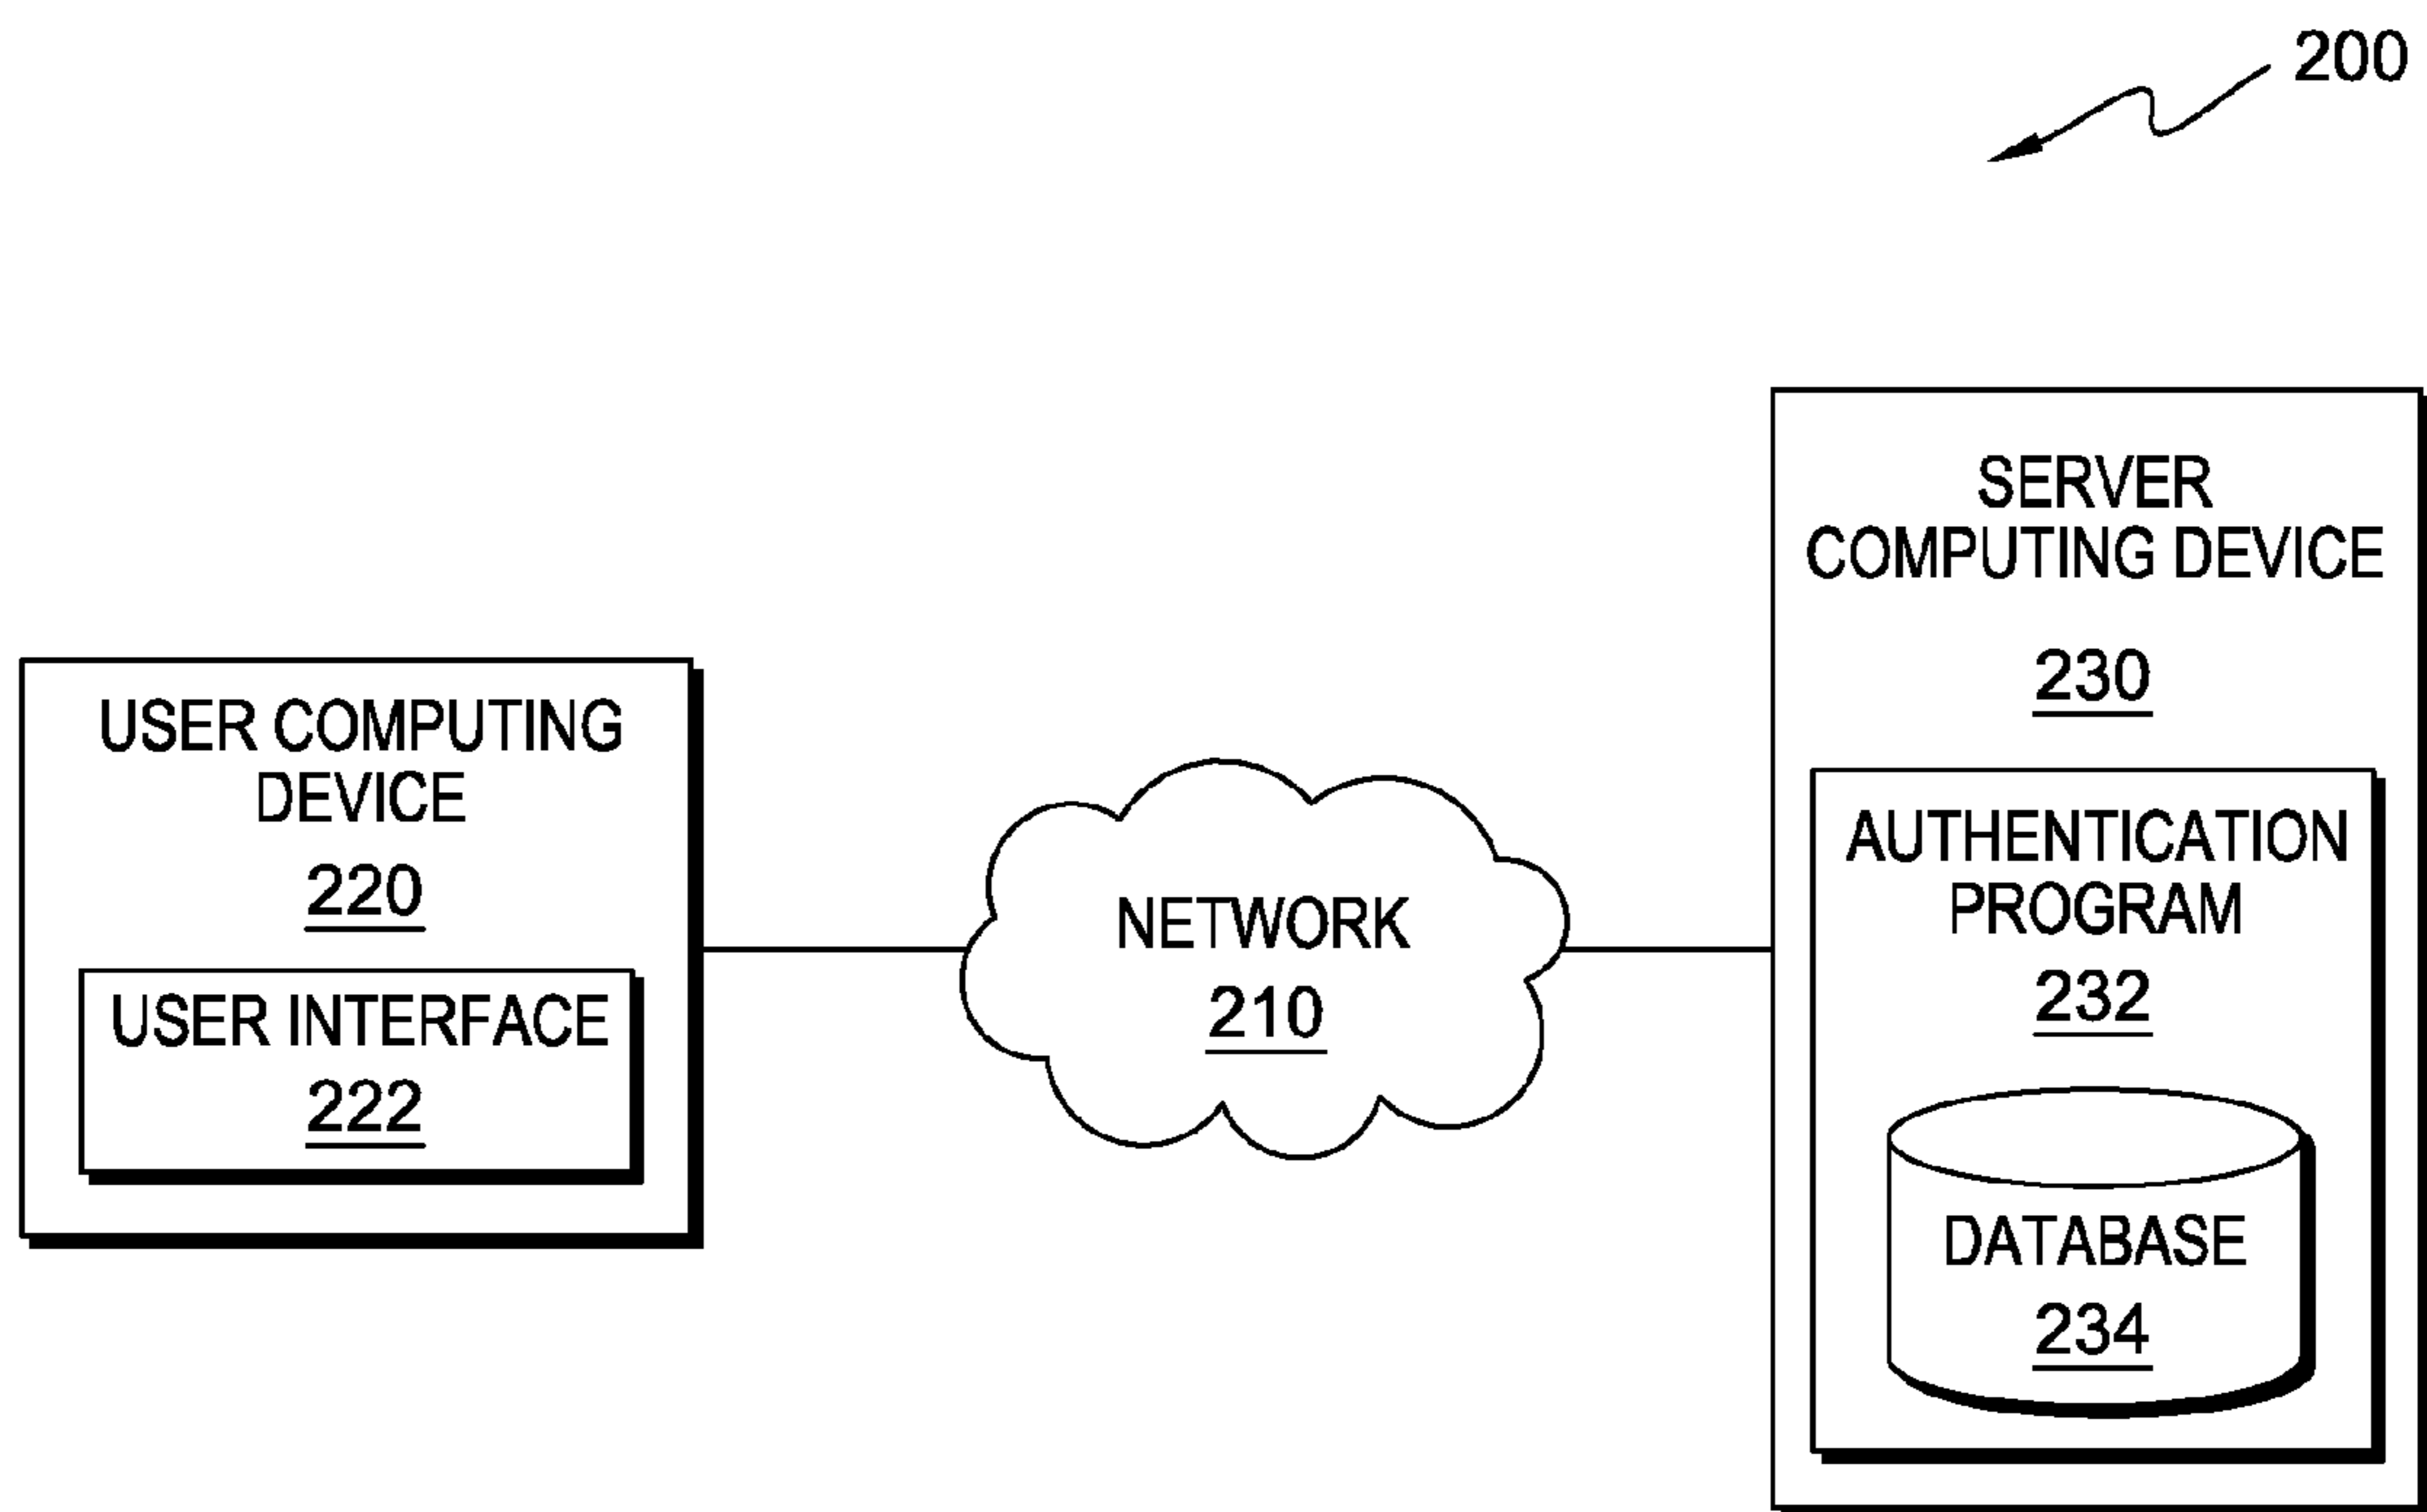 200
USER COMPUTING
DEVICE
220
USER INTERFACE
222
NETWORK
210
SERVER
COMPUTING DEVICE
230
AUTHENTICATION
PROGRAM
232
DATABASE
234